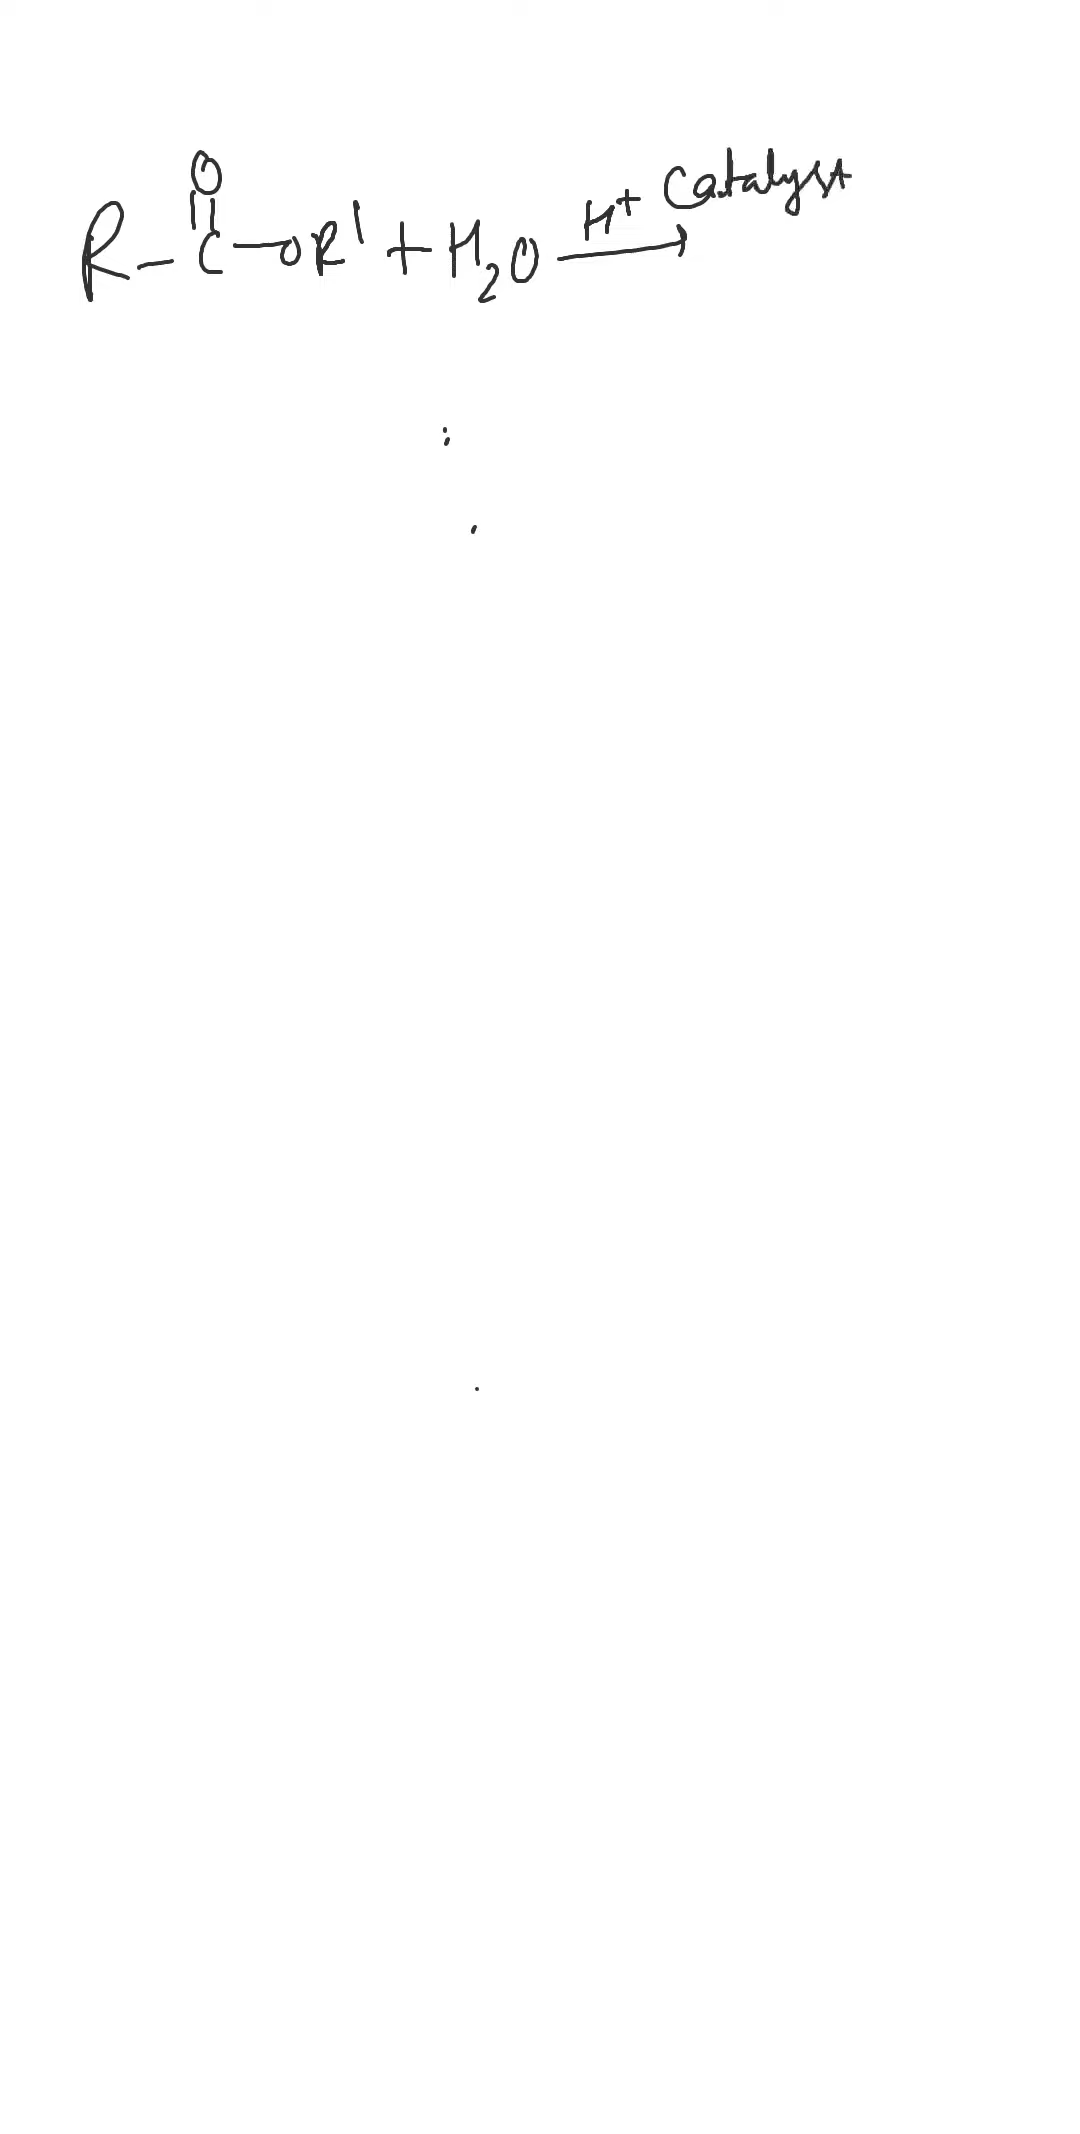 O
R - C - OR' + H2O H+ Catalyst →